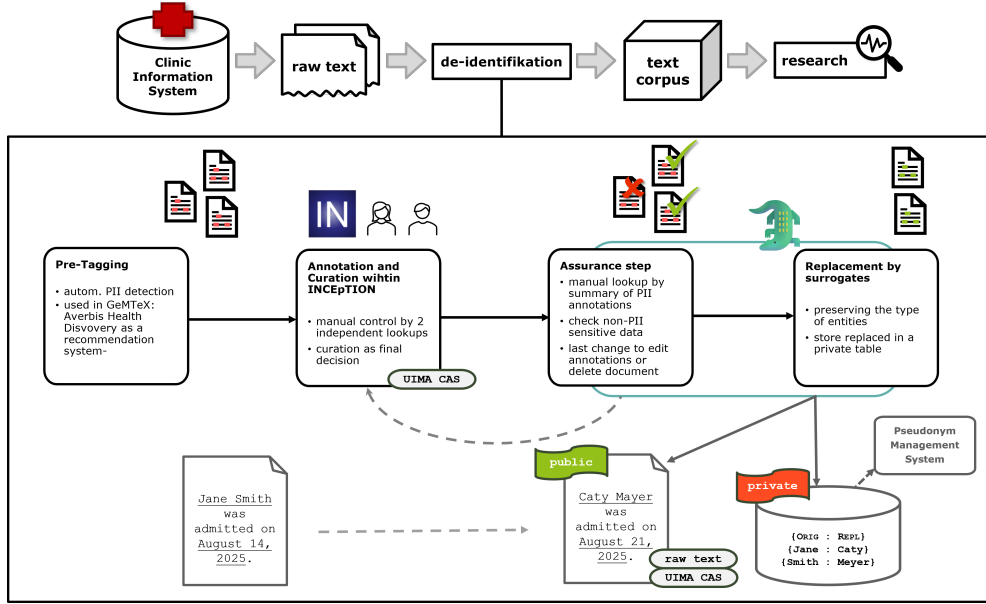 Clinic
Information
System
raw text
de-identifikation
text
corpus
research
IN
Pre-Tagging
• autom. PII detection
• used in GeMTeX:
Averbis Health
Disvovery as a
recommendation
system-
Annotation and
Curation wihtin
INCEpTION
• manual control by 2
independent lookups
• curation as final
decision
UIMA CAS
Assurance step
• manual lookup by
summary of PII
annotations
• check non-PII
sensitive data
• last change to edit
annotations or
delete document
Replacement by
surrogates
• preserving the
type of entities
• store replaced in a
private table
Pseudonym
Management
System
Jane Smith
was
admitted on
August 14,
2025.
public
Caty Mayer
was
admitted on
August 21,
2025.
raw text
UIMA CAS
private
{ORIG : REPL}
{Jane : Caty}
{Smith : Meyer}